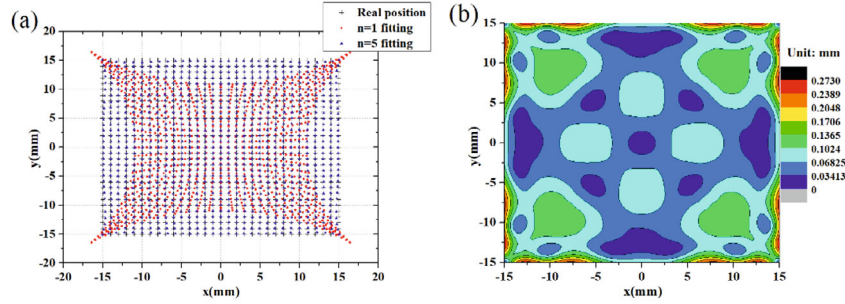 (a)
Real position
n=1 fitting
n=5 fitting
20
15
10
5
0
-5
-10
-15
-20
y(mm)
-20 -15 -10 -5 0 5 10 15 20
x(mm)
(b)
15
10
5
0
-5
-10
-15
y(mm)
-15 -10 -5 0 5 10 15
x(mm)
Unit: mm
0.2730
0.2389
0.2048
0.1706
0.1365
0.1024
0.06825
0.03413
0